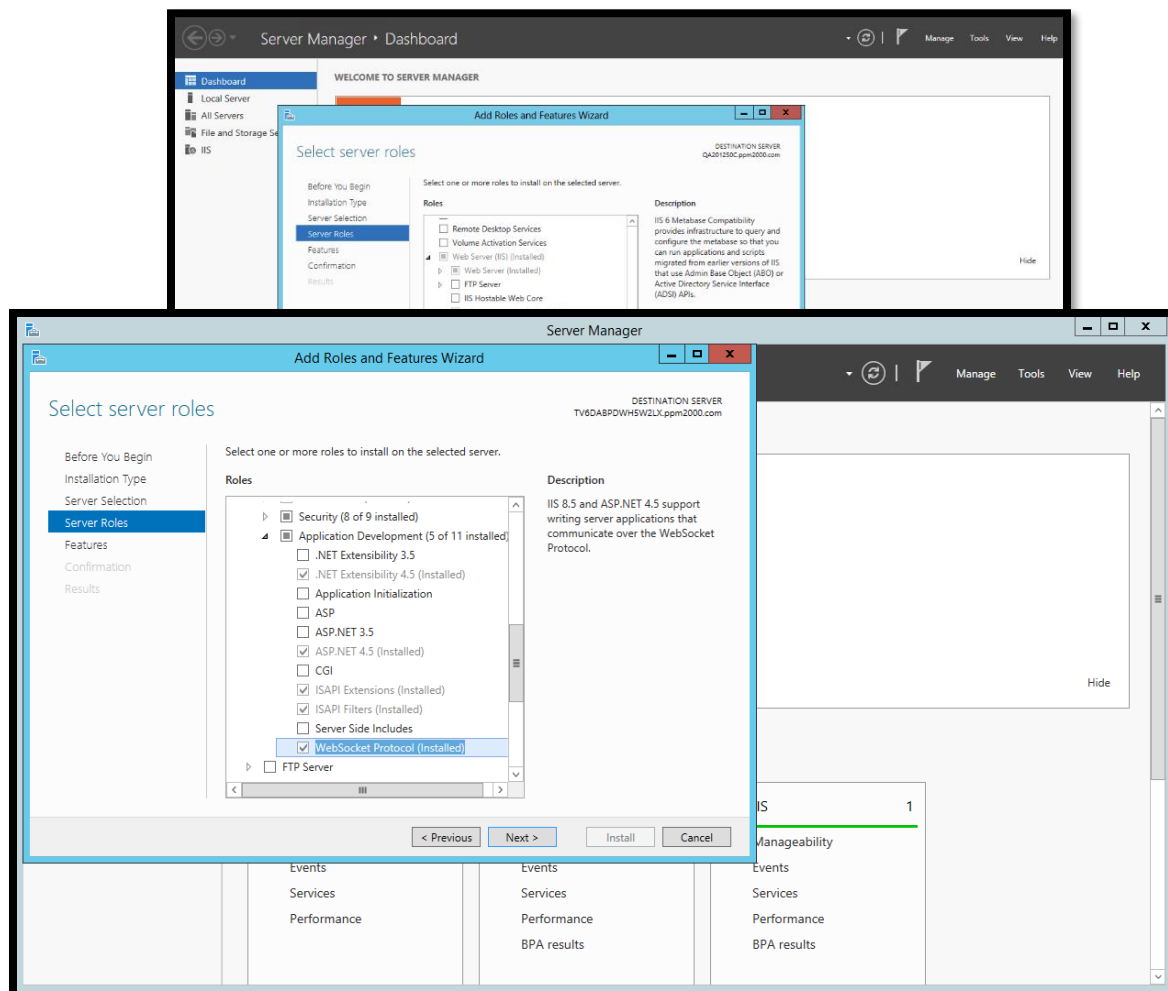 Server Manager • Dashboard
Manage Tools View Help
Dashboard
Local Server
All Servers
File and Storage Se
IIS
WELCOME TO SERVER MANAGER
Add Roles and Features Wizard
Select server roles
DESTINATION SERVER
QA201250C.ppm2000.com
Before You Begin
Installation Type
Server Selection
Server Roles
Features
Confirmation
Results
Select one or more roles to install on the selected server.
Roles
Remote Desktop Services
Volume Activation Services
Web Server (IIS) (Installed)
Web Server (Installed)
FTP Server
IIS Hostable Web Core
Description
IIS 6 Metabase Compatibility
provides infrastructure to query and
configure the metabase so that you
can run applications and scripts
migrated from earlier versions of IIS
that use Admin Base Object (ABO) or
Active Directory Service Interface
(ADSI) APIs.
Hide
Server Manager
Add Roles and Features Wizard
Manage Tools View Help
Select server roles
DESTINATION SERVER
TV6DABPDWH5W2LX.ppm2000.com
Before You Begin
Installation Type
Server Selection
Server Roles
Features
Confirmation
Results
Select one or more roles to install on the selected server.
Roles
Security (8 of 9 installed)
Application Development (5 of 11 installed)
.NET Extensibility 3.5
.NET Extensibility 4.5 (Installed)
Application Initialization
ASP
ASP.NET 3.5
ASP.NET 4.5 (Installed)
CGI
ISAPI Extensions (Installed)
ISAPI Filters (Installed)
Server Side Includes
WebSocket Protocol (Installed)
FTP Server
Description
IIS 8.5 and ASP.NET 4.5 support
writing server applications that
communicate over the WebSocket
Protocol.
Hide
< Previous Next > Install Cancel
Events
Services
Performance
Events
Services
Performance
BPA results
IIS 1
Manageability
Events
Services
Performance
BPA results